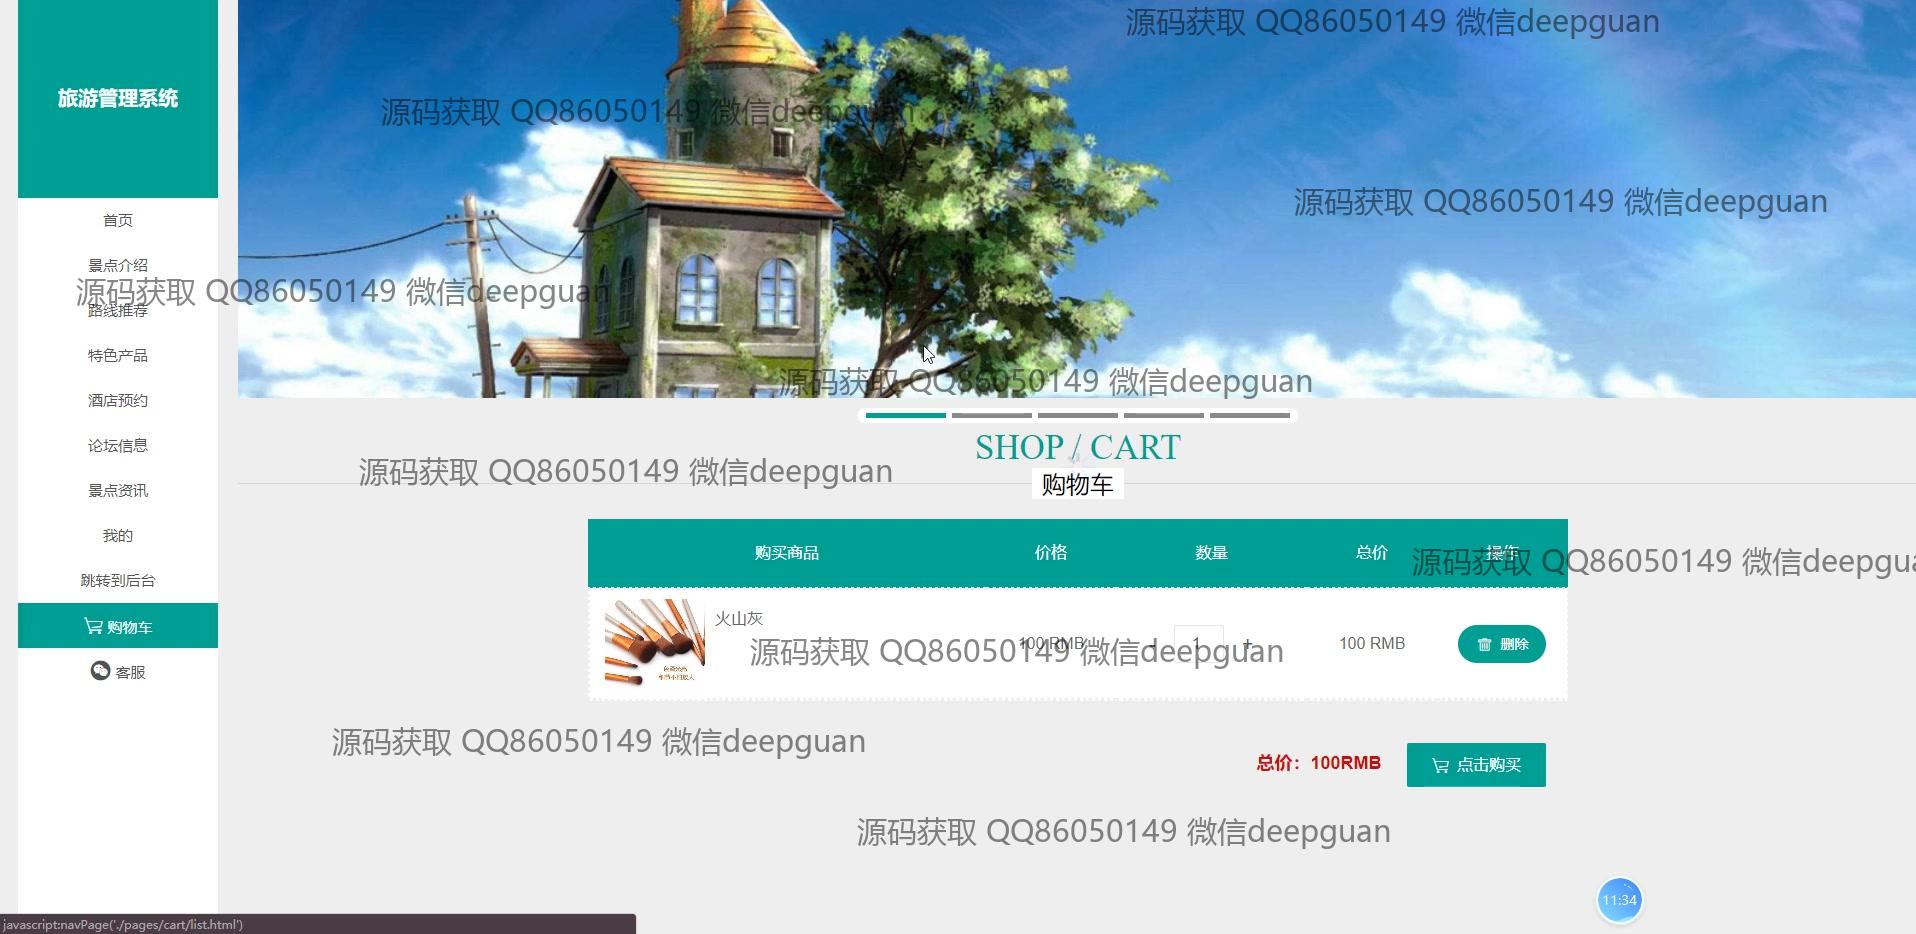 旅游管理系统
首页
景点介绍
路线推荐
特色产品
酒店预约
论坛信息
景点资讯
我的
跳转到后台
购物车
客服
源码获取 QQ86050149 微信deepguan
源码获取 QQ86050149 微信deepguan
源码获取 QQ86050149 微信deepguan
源码获取 QQ86050149 微信deepguan
源码获取 QQ86050149 微信deepguan
SHOP / CART
源码获取 QQ86050149 微信deepguan
购物车
购买商品 价格 数量 总价 操作
源码获取 QQ86050149 微信deepgua
火山灰
100 RMB - 1 + 100 RMB 删除
源码获取 QQ86050149 微信deepguan
源码获取 QQ86050149 微信deepguan
总价：100RMB 点击购买
源码获取 QQ86050149 微信deepguan
11:34
javascript:navPage('./pages/cart/list.html')